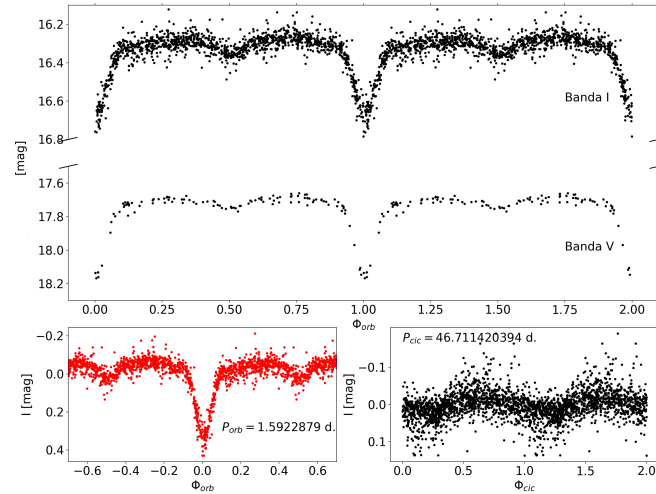 16.2
16.4
16.6
16.8
Banda I
[mag]
17.6
17.8
18.0
18.2
Banda V
0.00 0.25 0.50 0.75 1.00 1.25 1.50 1.75 2.00
Φorb
−0.2
0.0
0.2
0.4
I [mag]
Porb = 1.5922879 d.
−0.6 −0.4 −0.2 0.0 0.2 0.4 0.6
Φorb
Pcic = 46.711420394 d.
−0.1
0.0
0.1
I [mag]
0.0 0.5 1.0 1.5 2.0
Φcic